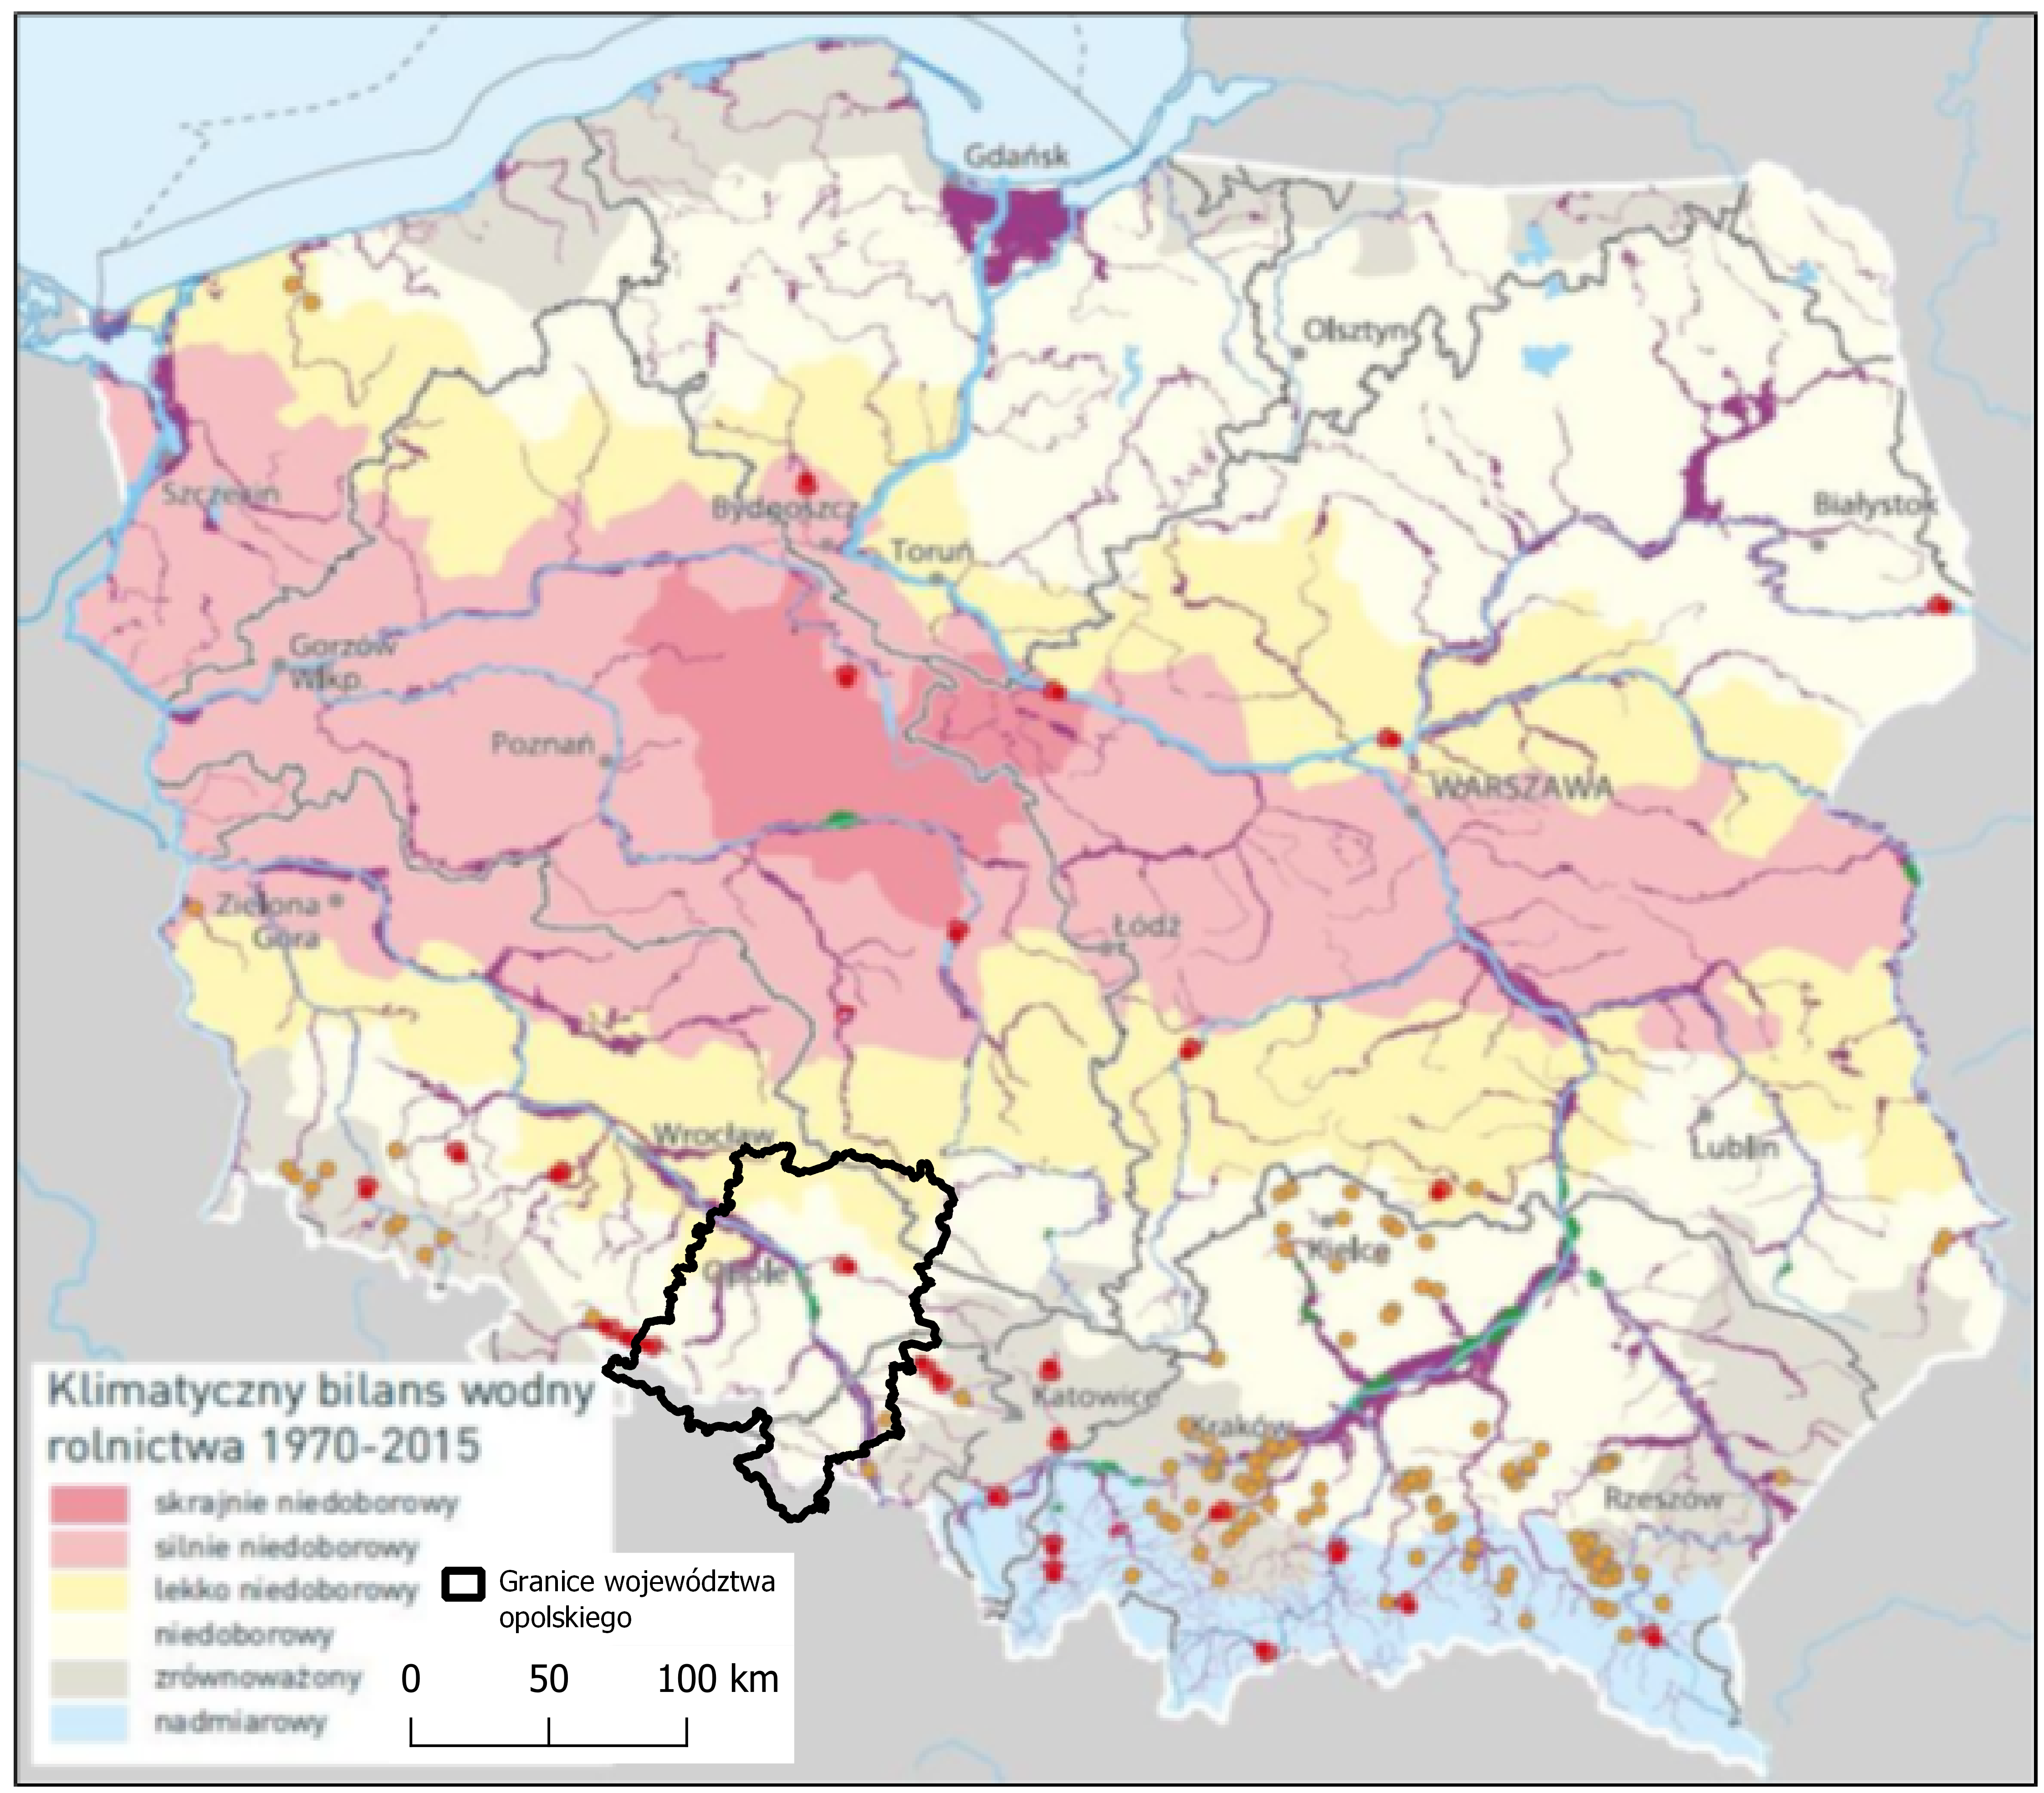 Gdańsk
Olsztyn
Szczecin
Bydgoszcz
Białystok
Toruń
Gorzów
Wlkp.
Poznań
WARSZAWA
Zielona
Góra
Łódź
Wrocław
Lublin
Opole
Kielce
Katowice
Kraków
Rzeszów
Klimatyczny bilans wodny
rolnictwa 1970-2015
skrajnie niedoborowy
silnie niedoborowy
lekko niedoborowy
niedoborowy
zrównoważony
nadmiarowy
Granice województwa
opolskiego
0 50 100 km